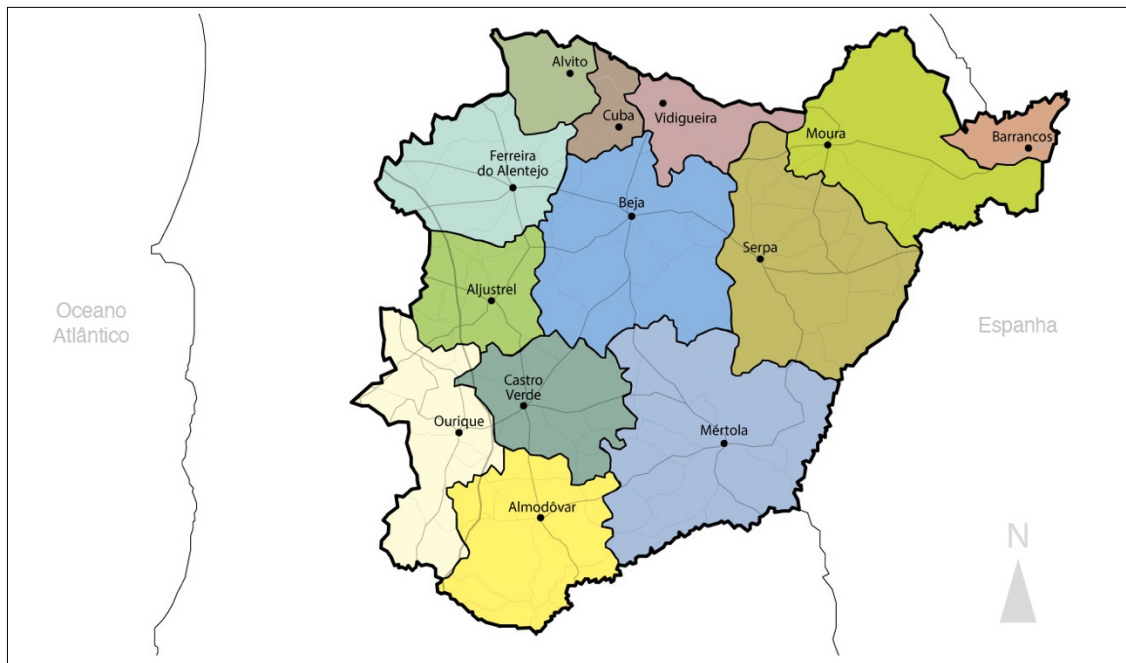 Alvito
Cuba
Vidigueira
Moura
Barrancos
Ferreira
do Alentejo
Beja
Serpa
Aljustrel
Oceano
Atlântico
Espanha
Castro
Verde
Ourique
Mértola
Almodôvar
N